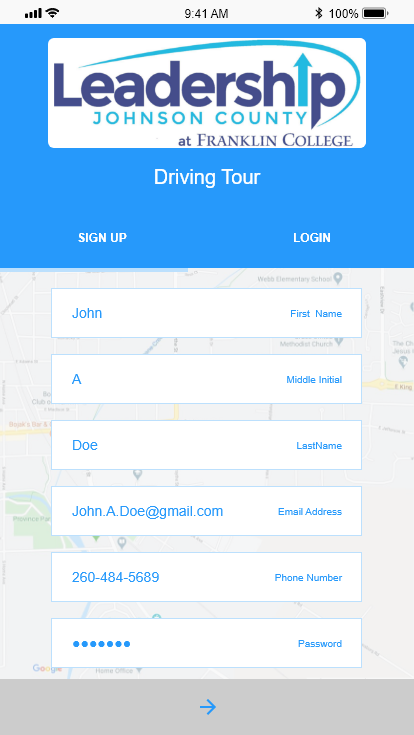 9:41 AM
100%
Leadership
JOHNSON COUNTY
at FRANKLIN COLLEGE
Driving Tour
SIGN UP
LOGIN
Webb Elementary School
John
First Name
Methodist Church
A
Middle Initial
E King
Doe
LastName
John.A.Doe@gmail.com
Email Address
Province Par
260-484-5689
Phone Number
•••••••
Password
Google
Home Office